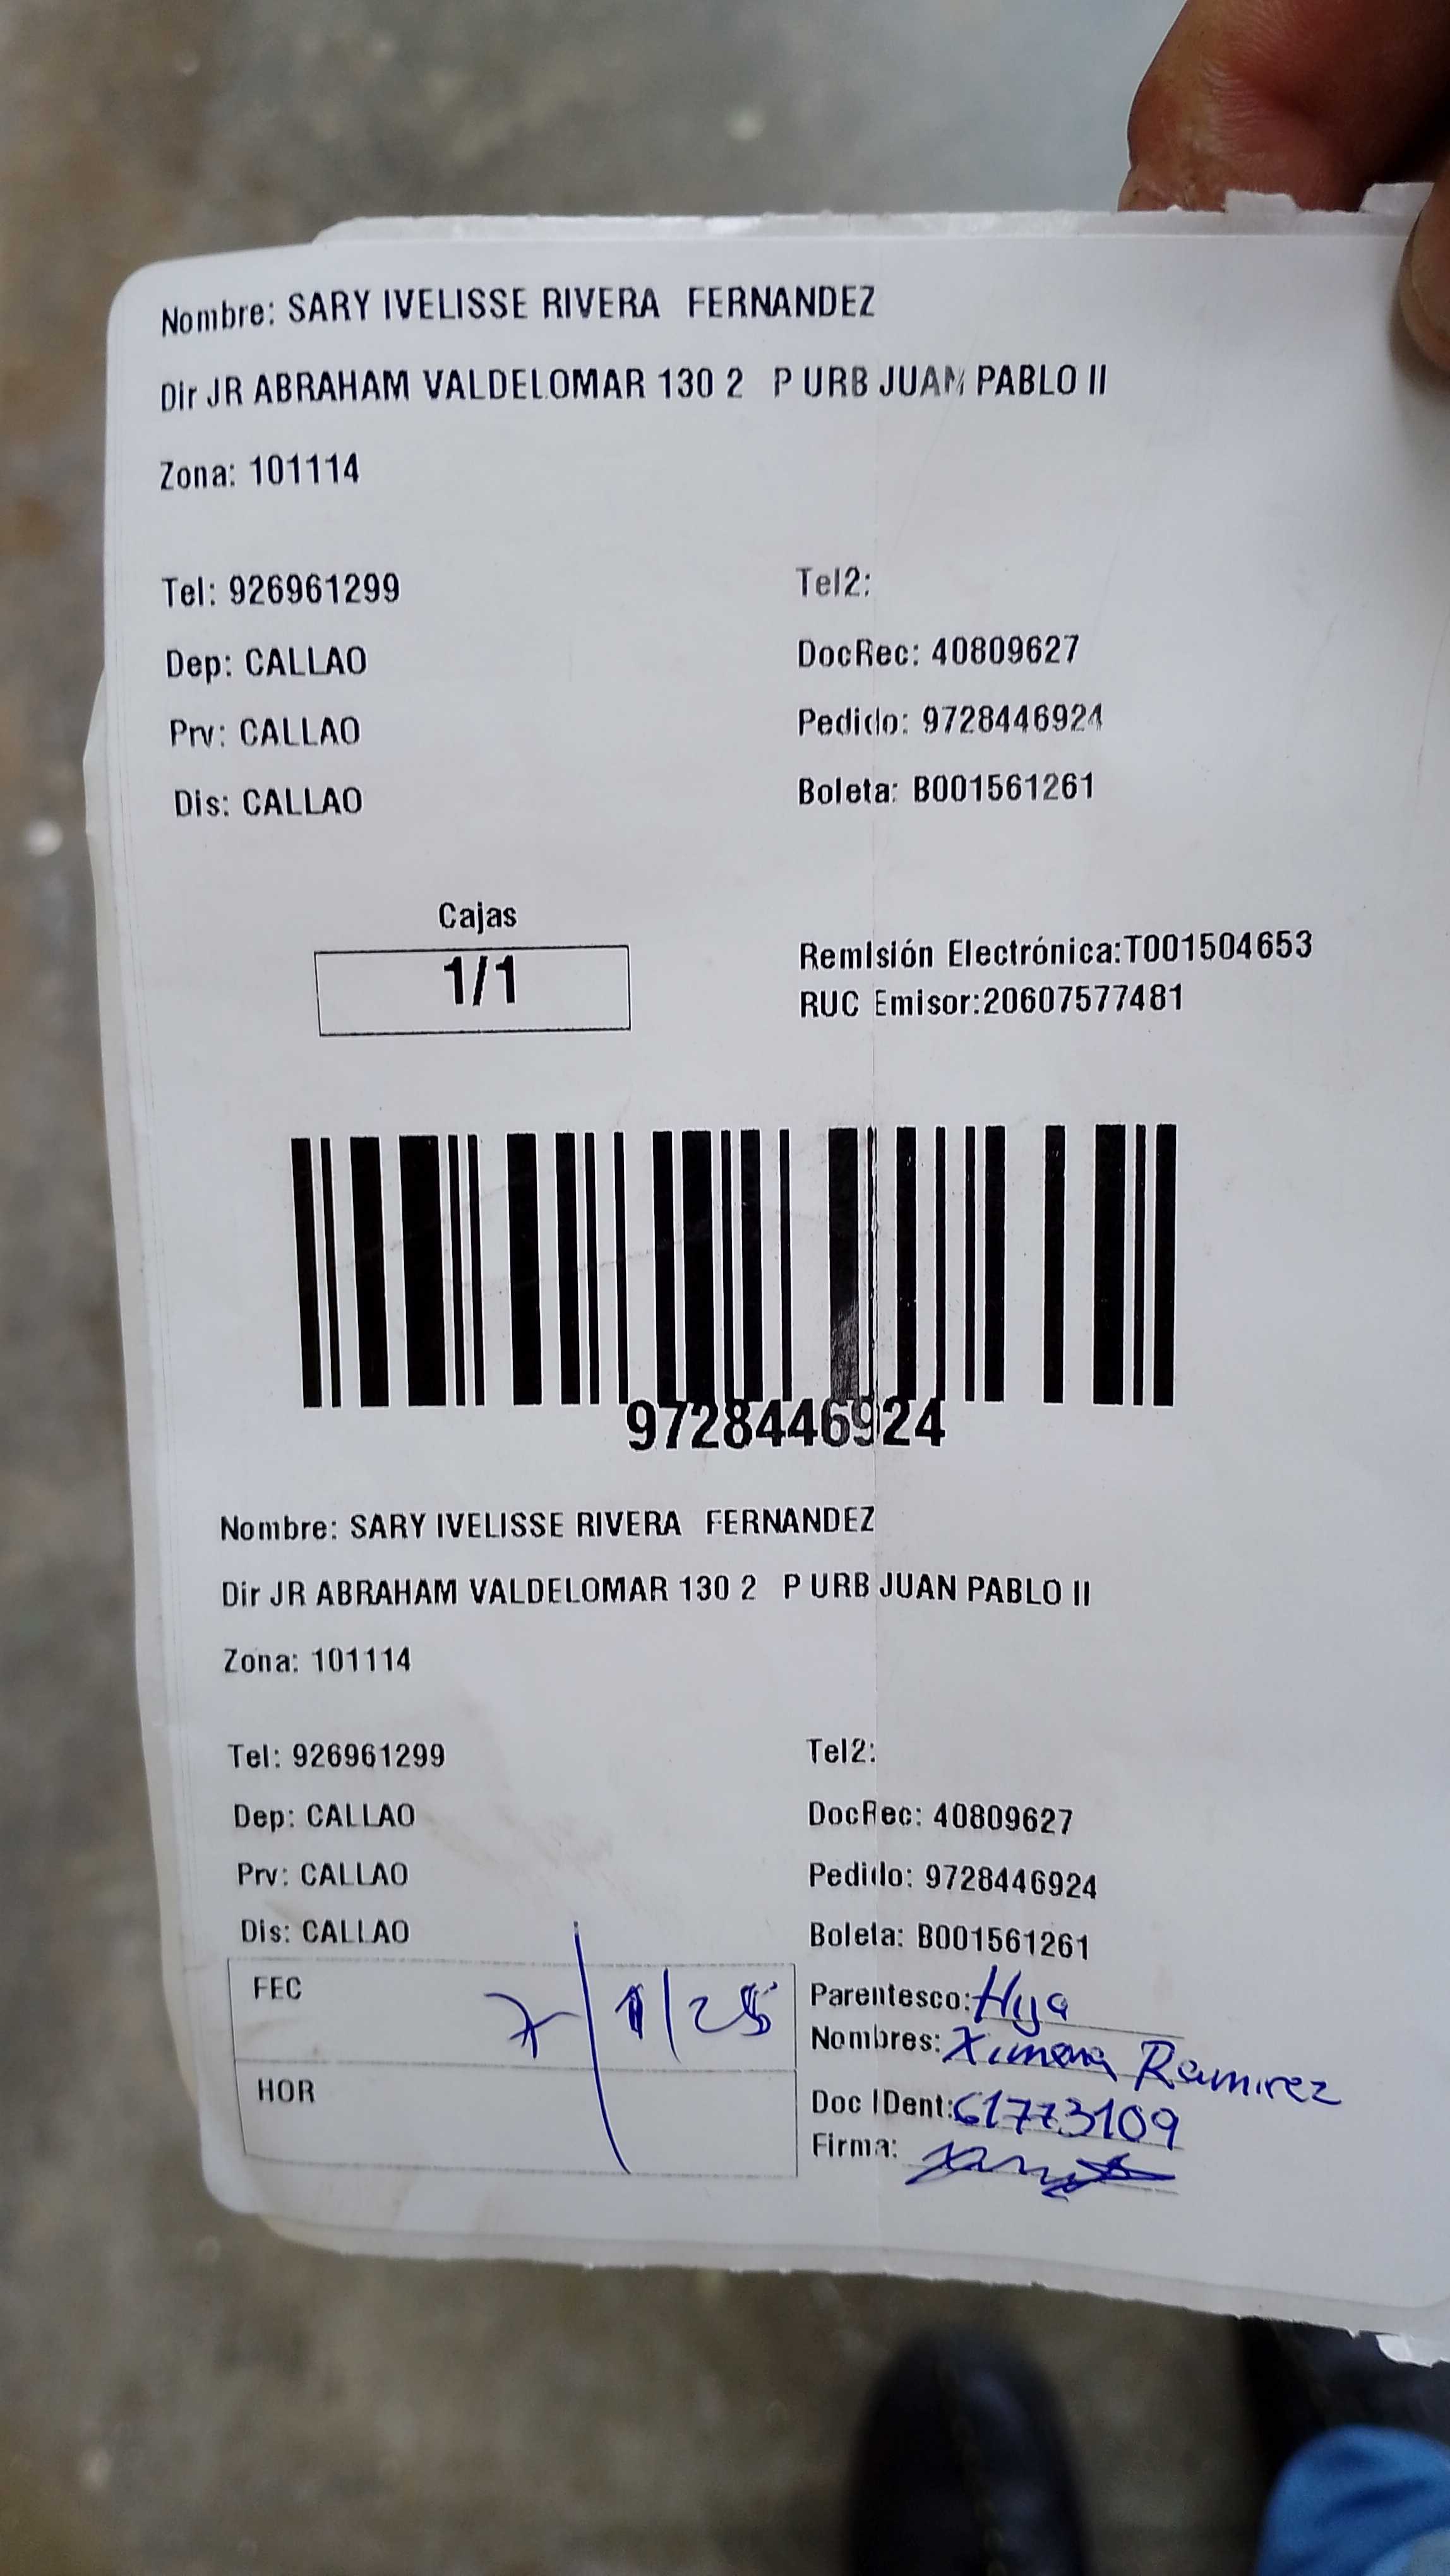 Nombre: SARY IVELISSE RIVERA FERNANDEZ
Dir JR ABRAHAM VALDELOMAR 130 2 P URB JUAN PABLO II
Zona: 101114
Tel: 926961299 Tel2:
Dep: CALLAO DocRec: 40809627
Prv: CALLAO Pedido: 9728446924
Dis: CALLAO Boleta: B001561261
Cajas
1/1
Remisión Electrónica:T001504653
RUC Emisor:20607577481
9728446924
Nombre: SARY IVELISSE RIVERA FERNANDEZ
Dir JR ABRAHAM VALDELOMAR 130 2 P URB JUAN PABLO II
Zona: 101114
Tel: 926961299 Tel2:
Dep: CALLAO DocRec: 40809627
Prv: CALLAO Pedido: 9728446924
Dis: CALLAO Boleta: B001561261
FEC 7/1/25
HOR
Parentesco: Hija
Nombres: Ximena Ramirez
Doc IDent: 61773109
Firma: